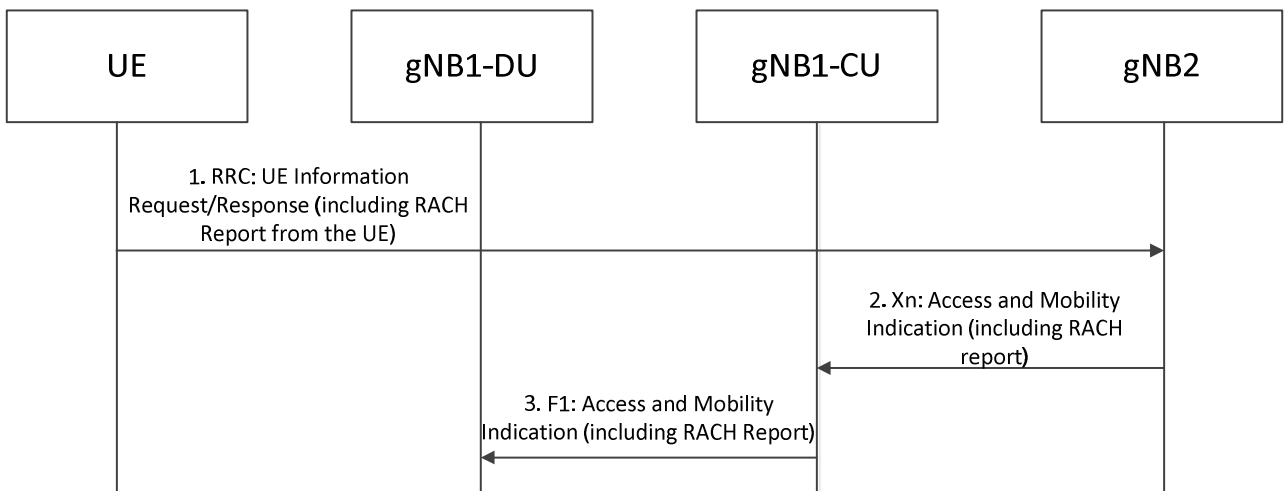 UE
gNB1-DU
gNB1-CU
gNB2
1. RRC: UE Information
Request/Response (including RACH
Report from the UE)
2. Xn: Access and Mobility
Indication (including RACH
report)
3. F1: Access and Mobility
Indication (including RACH Report)